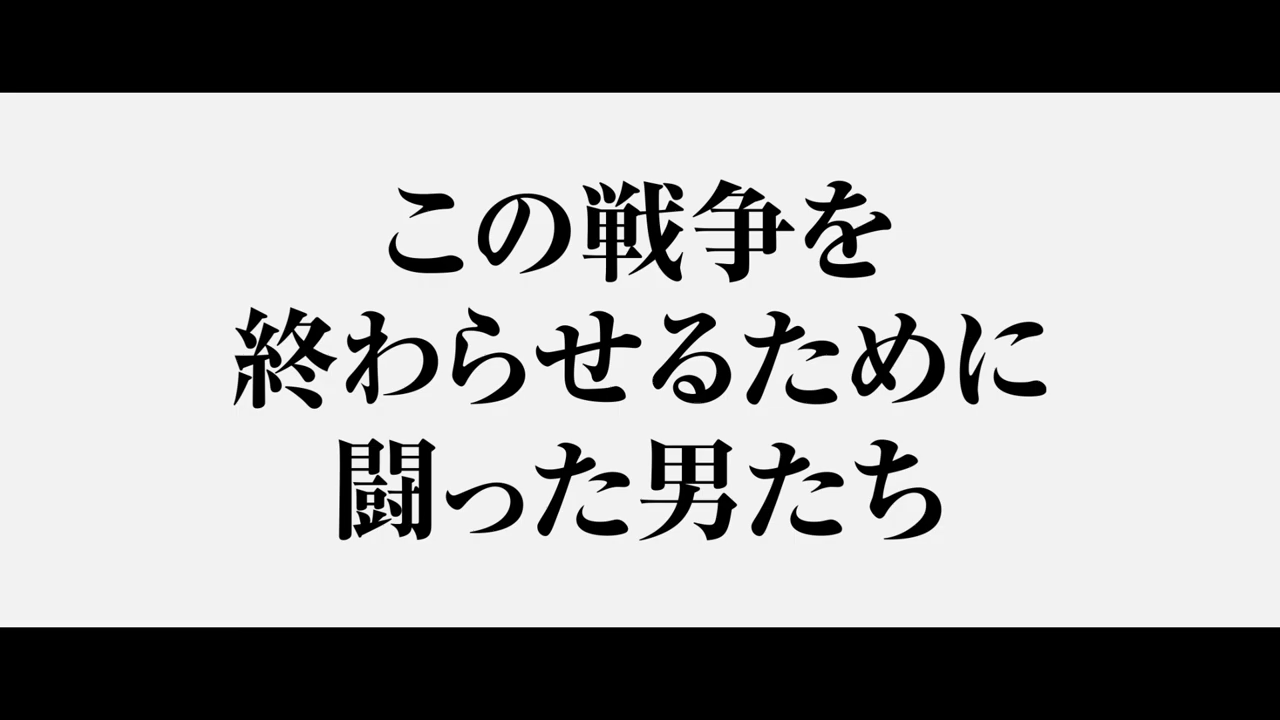 この戦争を
終わらせるために
闘った男たち